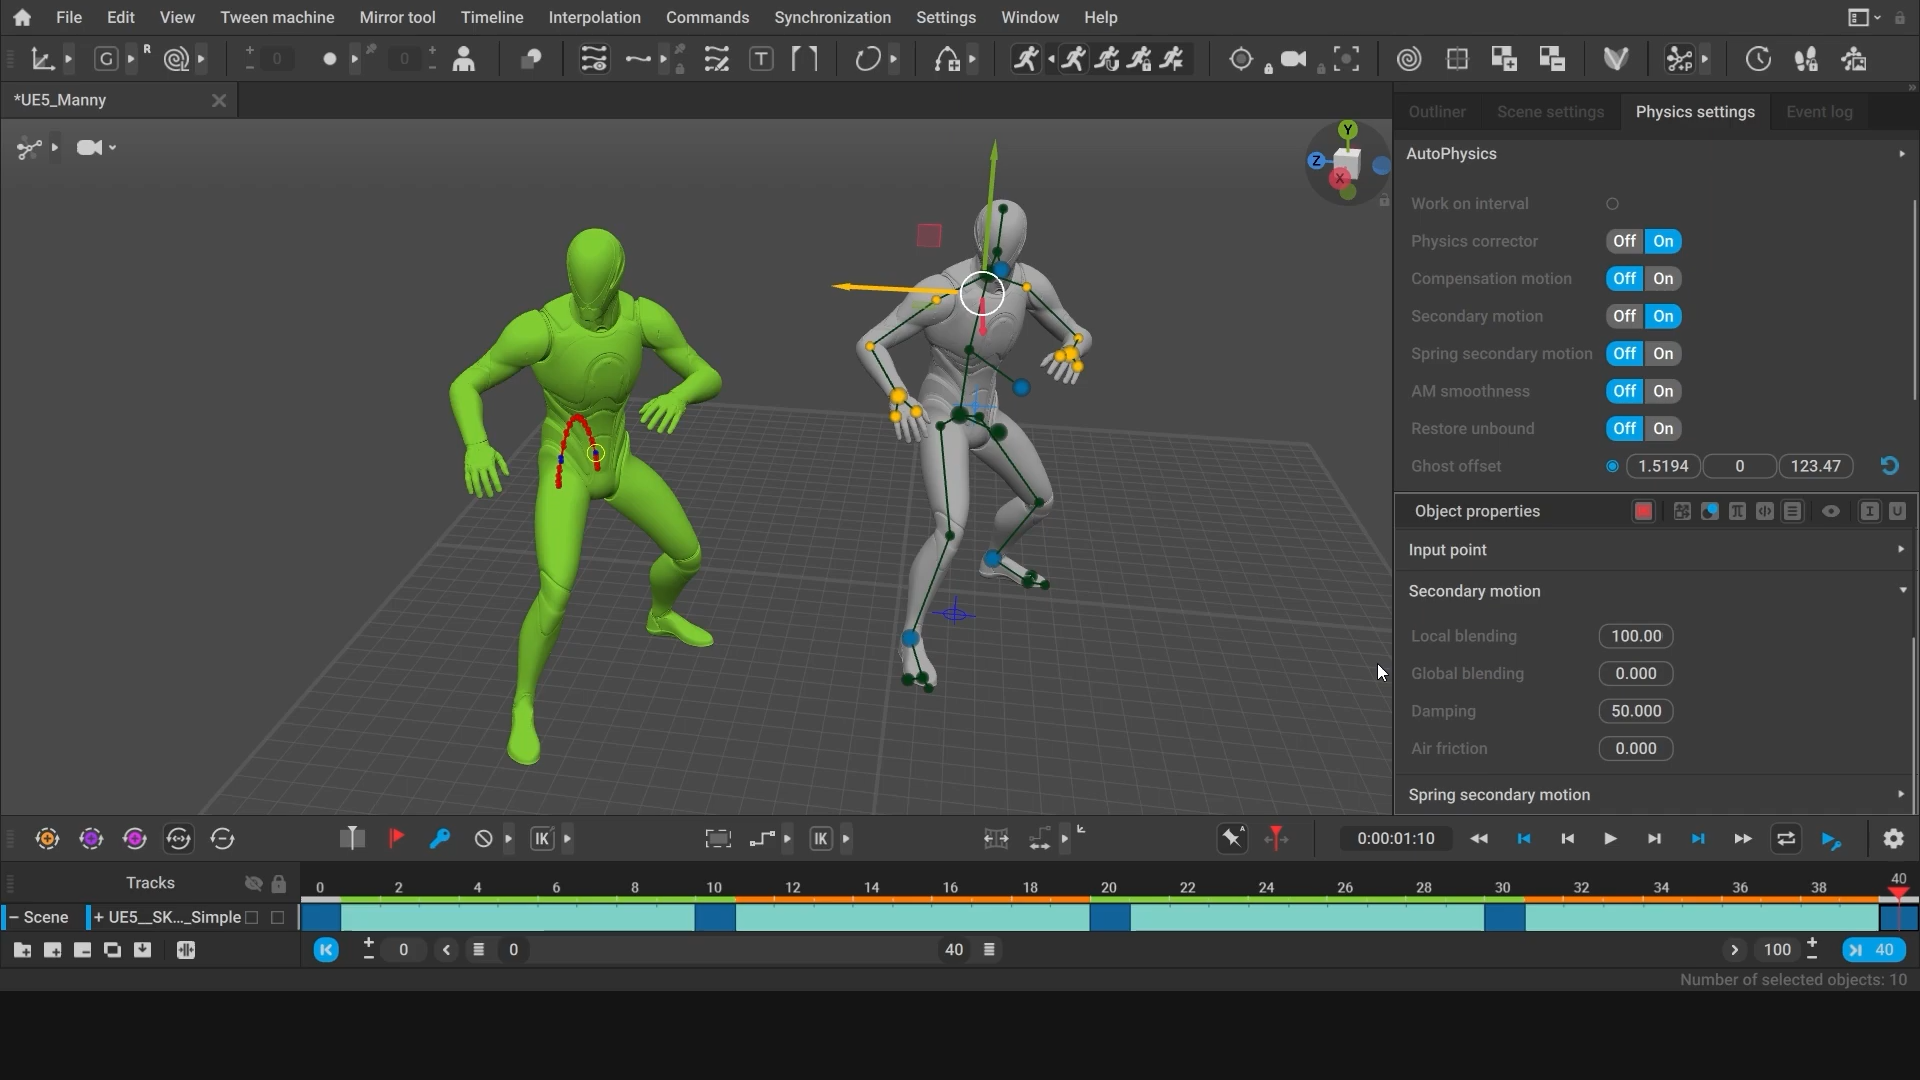 File Edit View Tween machine Mirror tool Timeline Interpolation Commands Synchronization Settings Window Help
G R 0 0 T
*UE5_Manny
Outliner Scene settings Physics settings Event log
Y
Z
X
AutoPhysics
Work on interval
Physics corrector Off On
Compensation motion Off On
Secondary motion Off On
Spring secondary motion Off On
AM smoothness Off On
Restore unbound Off On
Ghost offset 1.5194 0 123.47
Object properties
Input point
Secondary motion
Local blending 100.00
Global blending 0.000
Damping 50.000
Air friction 0.000
Spring secondary motion
IK IK A 0:00:01:10
Tracks 0 2 4 6 8 10 12 14 16 18 20 22 24 26 28 30 32 34 36 38 40
− Scene + UE5__SK..._Simple
0 0 40 100 40
Number of selected objects: 10